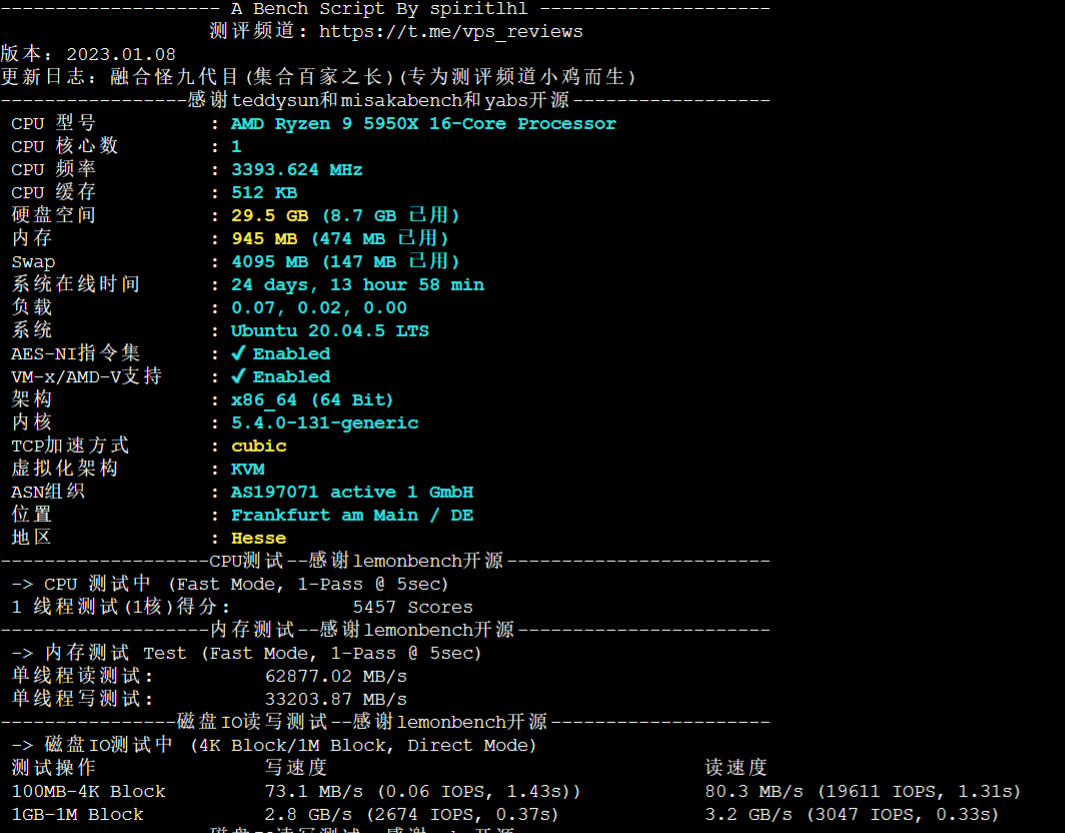 -------------------- A Bench Script By spiritlhl ---------------------
测评频道: https://t.me/vps_reviews
版本: 2023.01.08
更新日志: 融合怪九代目(集合百家之长)(专为测评频道小鸡而生)
-----------------感谢teddysun和misakabench和yabs开源------------------
CPU 型号 : AMD Ryzen 9 5950X 16-Core Processor
CPU 核心数 : 1
CPU 频率 : 3393.624 MHz
CPU 缓存 : 512 KB
硬盘空间 : 29.5 GB (8.7 GB 已用)
内存 : 945 MB (474 MB 已用)
Swap : 4095 MB (147 MB 已用)
系统在线时间 : 24 days, 13 hour 58 min
负载 : 0.07, 0.02, 0.00
系统 : Ubuntu 20.04.5 LTS
AES-NI指令集 : ✔ Enabled
VM-x/AMD-V支持 : ✔ Enabled
架构 : x86_64 (64 Bit)
内核 : 5.4.0-131-generic
TCP加速方式 : cubic
虚拟化架构 : KVM
ASN组织 : AS197071 active 1 GmbH
位置 : Frankfurt am Main / DE
地区 : Hesse
-------------------CPU测试--感谢lemonbench开源------------------------
-> CPU 测试中 (Fast Mode, 1-Pass @ 5sec)
1 线程测试(1核)得分: 5457 Scores
-------------------内存测试--感谢lemonbench开源-----------------------
-> 内存测试 Test (Fast Mode, 1-Pass @ 5sec)
单线程读测试: 62877.02 MB/s
单线程写测试: 33203.87 MB/s
----------------磁盘IO读写测试--感谢lemonbench开源--------------------
-> 磁盘IO测试中 (4K Block/1M Block, Direct Mode)
测试操作 写速度 读速度
100MB-4K Block 73.1 MB/s (0.06 IOPS, 1.43s)) 80.3 MB/s (19611 IOPS, 1.31s)
1GB-1M Block 2.8 GB/s (2674 IOPS, 0.37s) 3.2 GB/s (3047 IOPS, 0.33s)